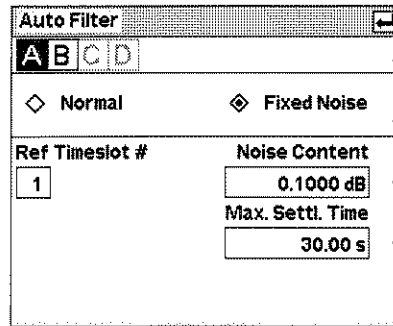 Auto Filter
A B C D
Normal Fixed Noise
Ref Timeslot # Noise Content
1 0.1000 dB
Max. Settl. Time
30.00 s